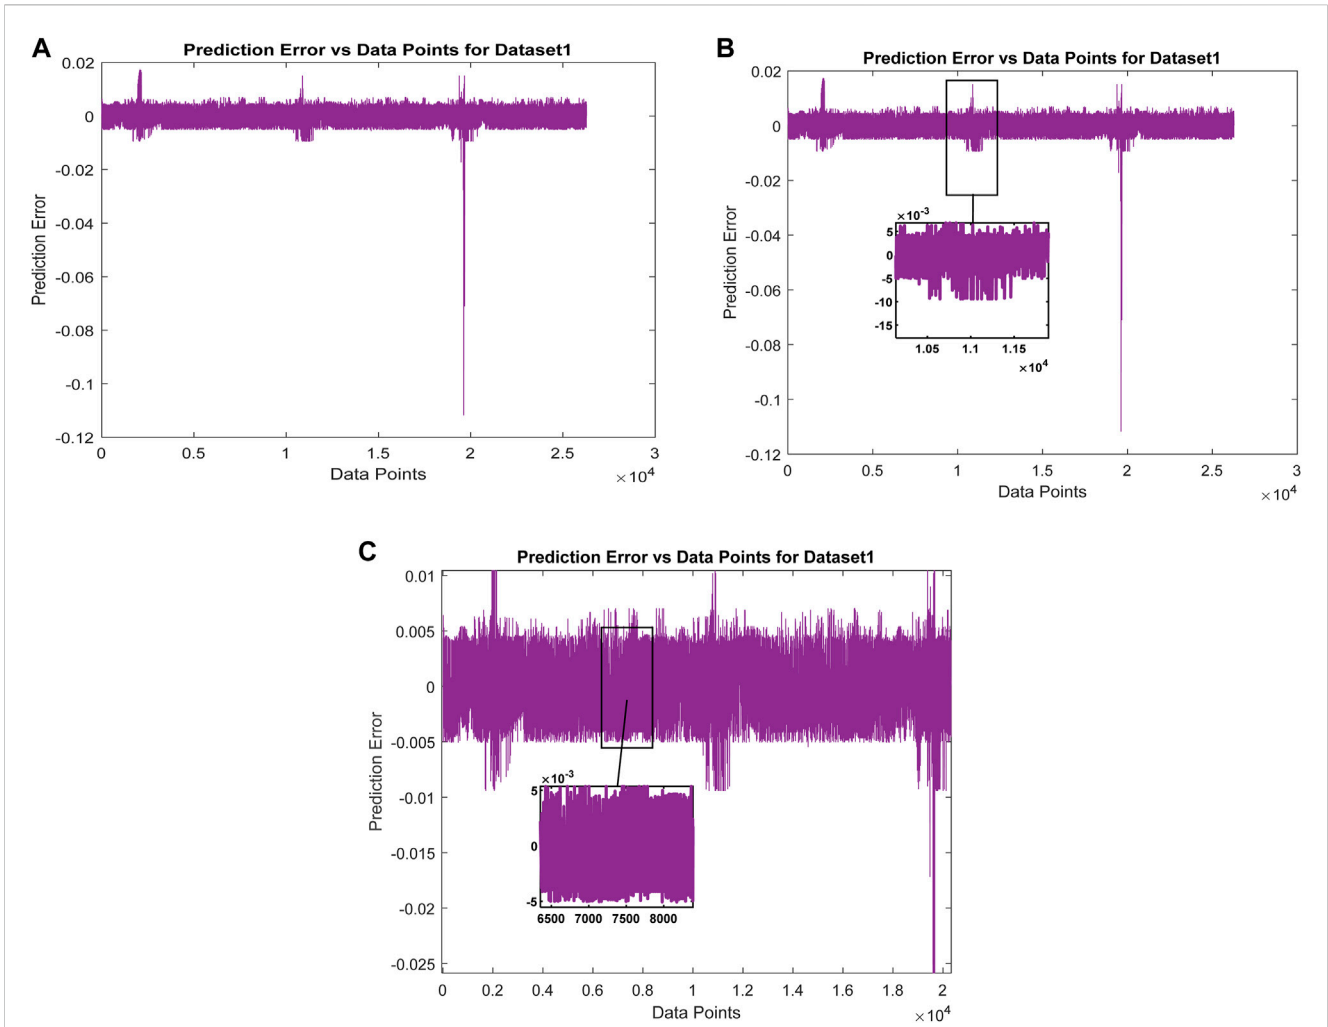 A
Prediction Error vs Data Points for Dataset1
0.02
0
-0.02
-0.04
-0.06
-0.08
-0.1
-0.12
Prediction Error
0 0.5 1 1.5 2 2.5 3
Data Points
×10^4
B
Prediction Error vs Data Points for Dataset1
0.02
0
-0.02
-0.04
-0.06
-0.08
-0.1
-0.12
Prediction Error
×10^-3
5
0
-5
-10
-15
1.05 1.1 1.15
×10^4
0 0.5 1 1.5 2 2.5 3
Data Points
×10^4
C
Prediction Error vs Data Points for Dataset1
0.01
0.005
0
-0.005
-0.01
-0.015
-0.02
-0.025
Prediction Error
×10^-3
5
0
-5
6500 7000 7500 8000
0 0.2 0.4 0.6 0.8 1 1.2 1.4 1.6 1.8 2
Data Points
×10^4